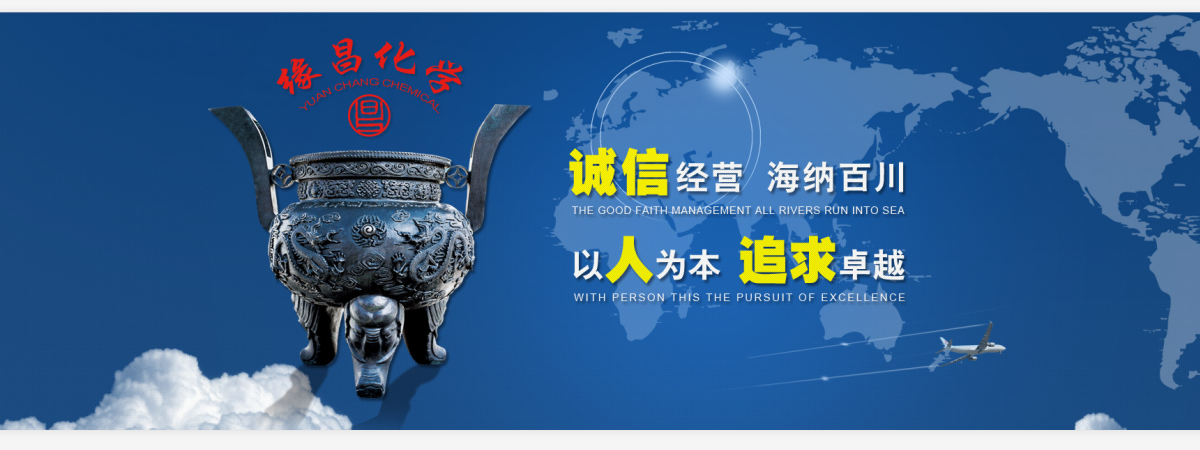 缘昌化学
YUAN CHANG CHEMICAL
昌
诚信经营 海纳百川
THE GOOD FAITH MANAGEMENT ALL RIVERS RUN INTO SEA
以人为本 追求卓越
WITH PERSON THIS THE PURSUIT OF EXCELLENCE